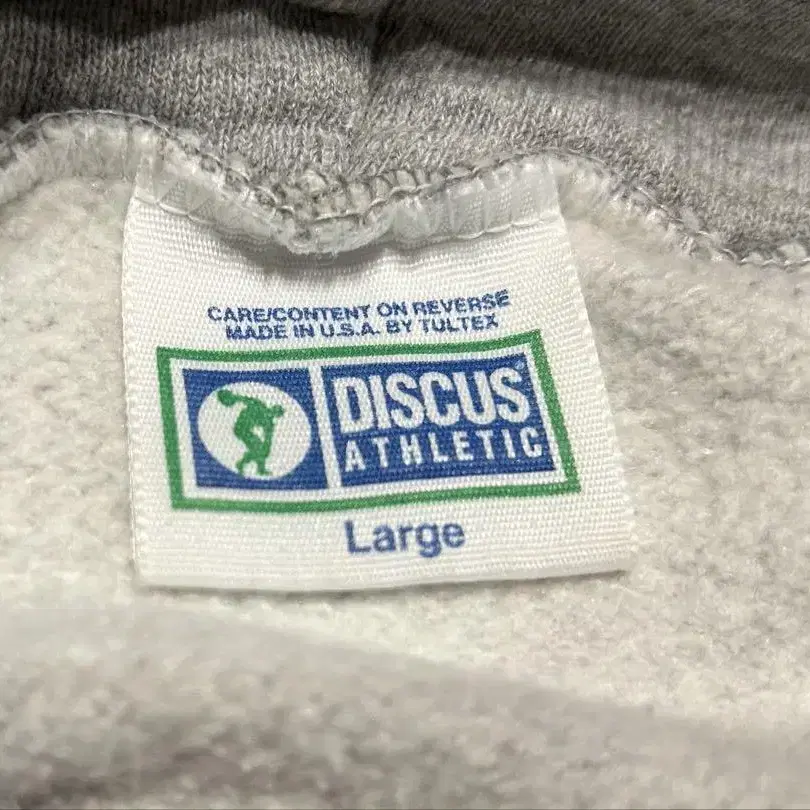 CARE/CONTENT ON REVERSE
MADE IN U.S.A. BY TULTEX
DISCUS
ATHLETIC
Large